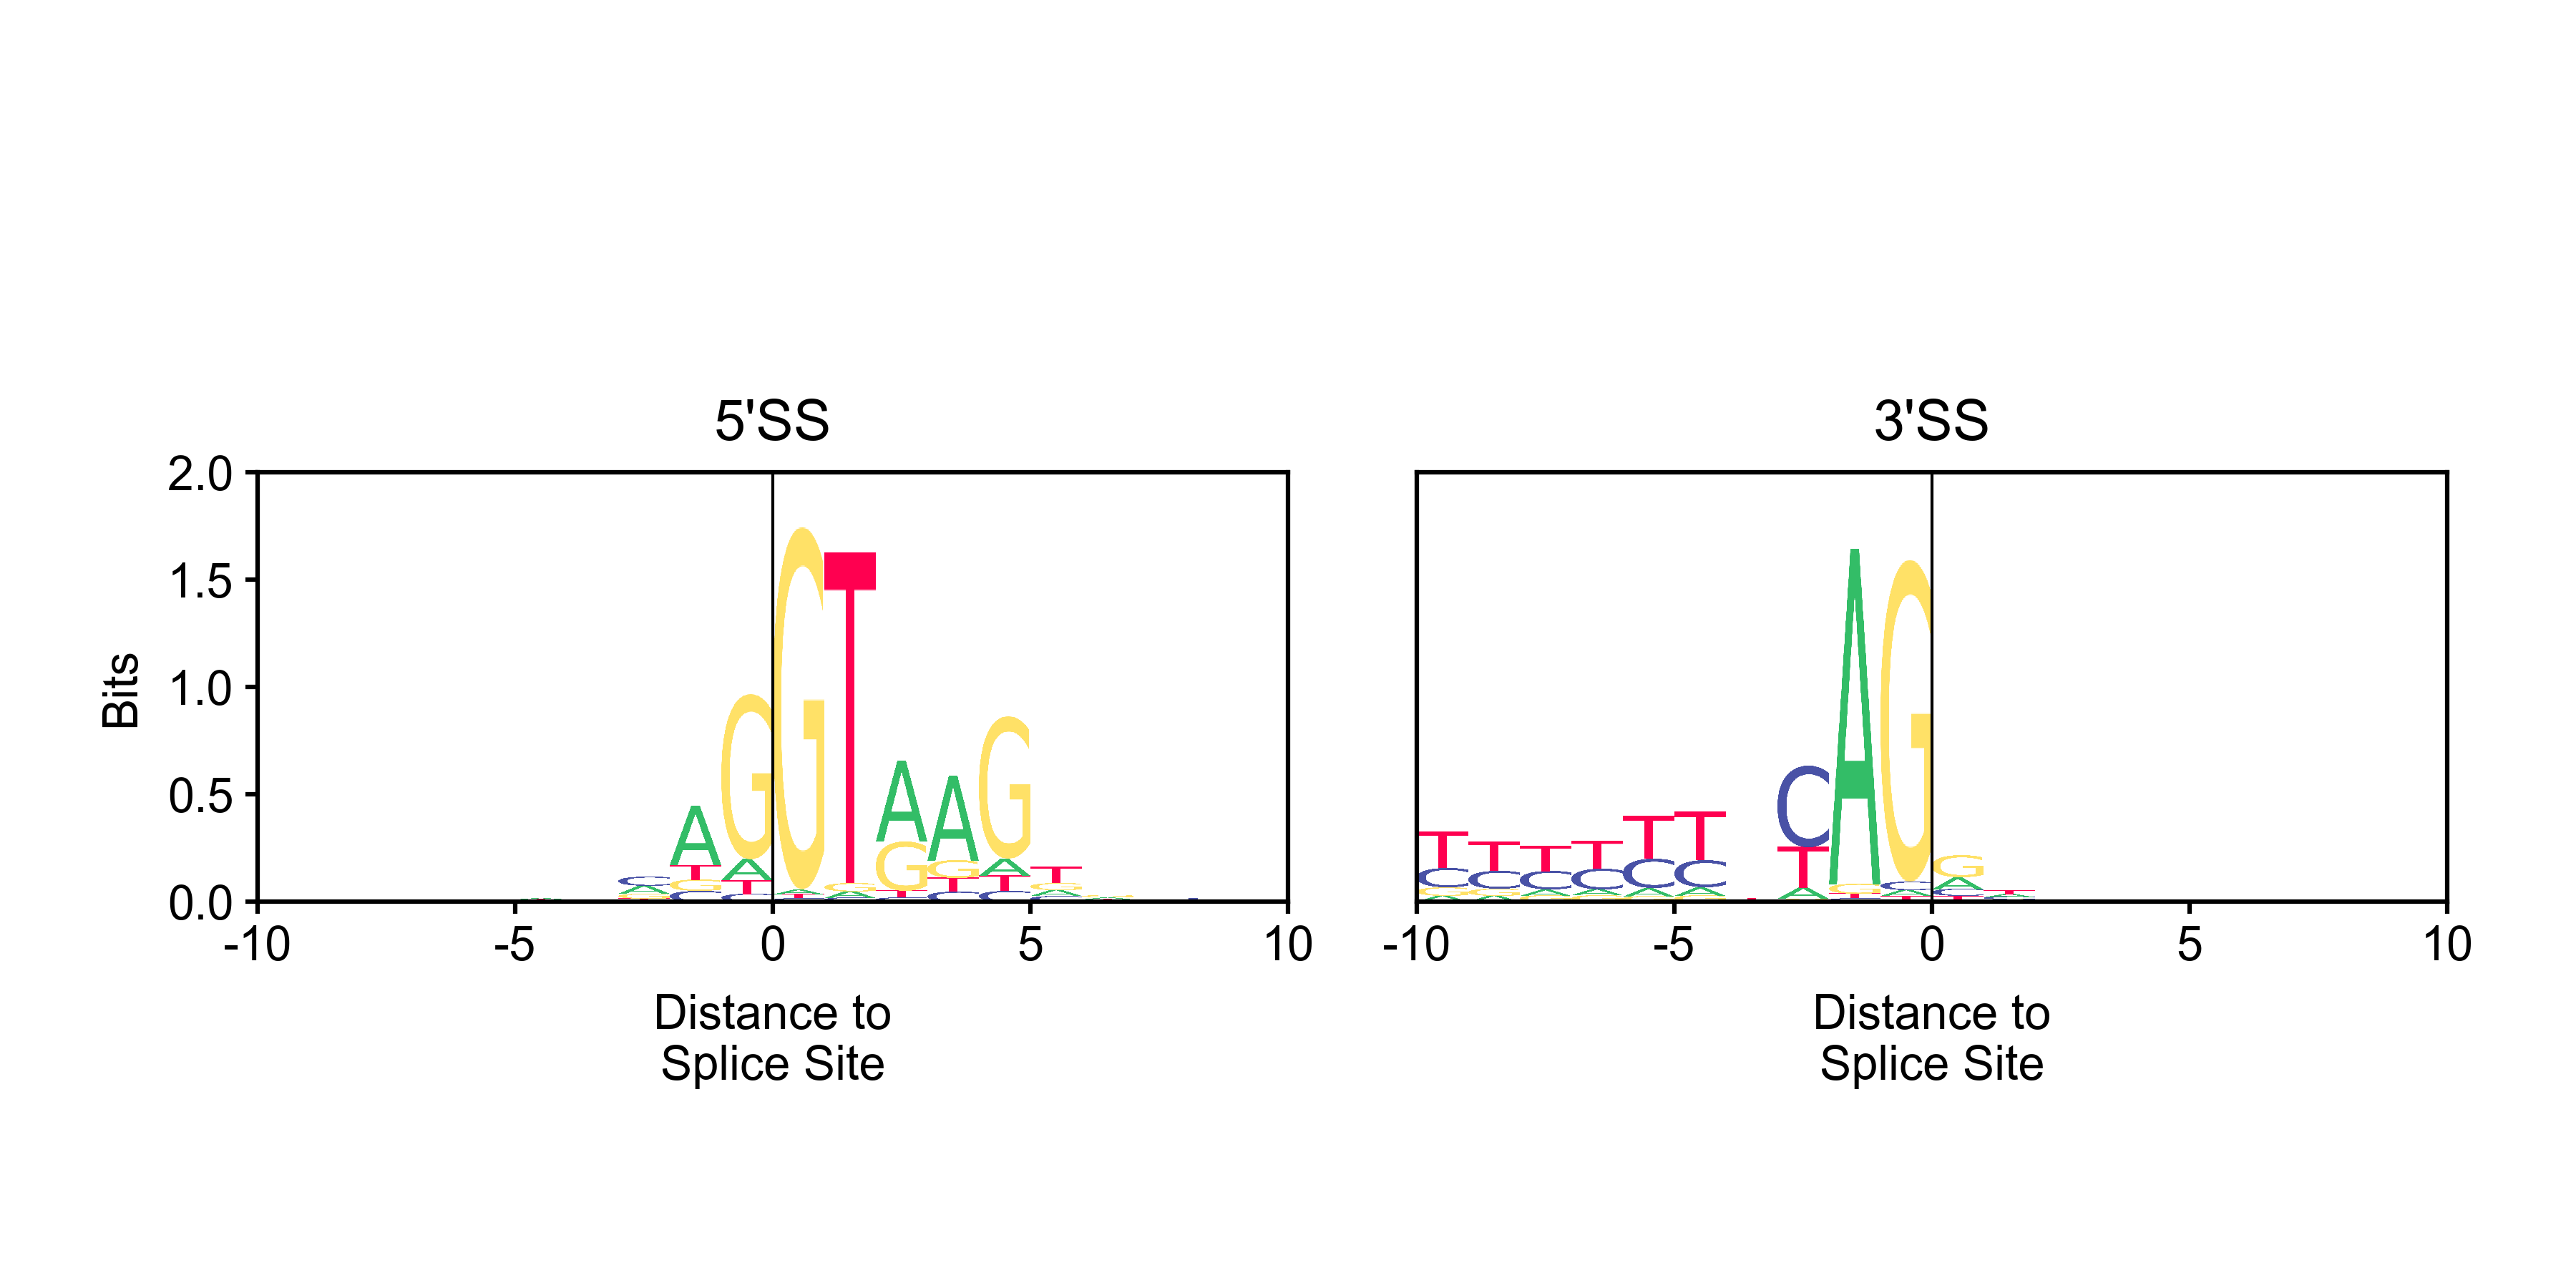 5'SS
3'SS
2.0
1.5
1.0
0.5
0.0
Bits
-10 -5 0 5 10
-10 -5 0 5 10
Distance to
Splice Site
Distance to
Splice Site
A G G T A A G
G G
T T T T T T C A G
C C C C C C T
G